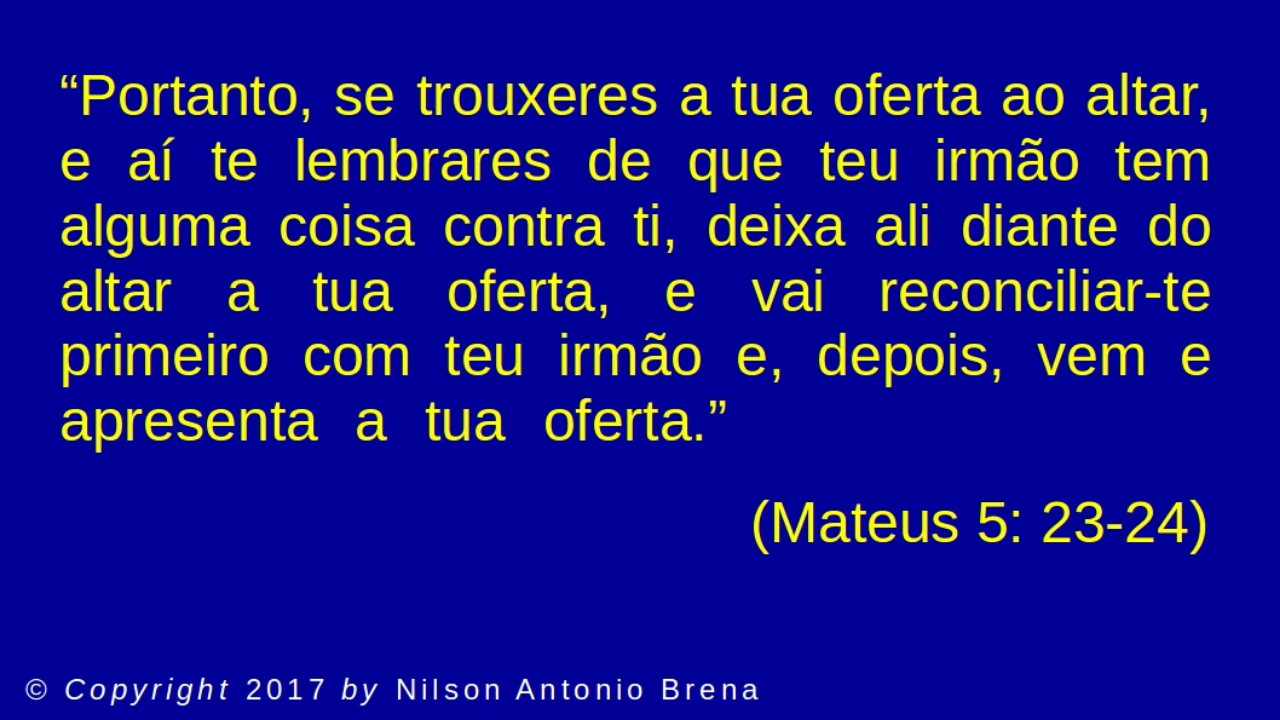 “Portanto, se trouxeres a tua oferta ao altar,
e aí te lembrares de que teu irmão tem
alguma coisa contra ti, deixa ali diante do
altar a tua oferta, e vai reconciliar-te
primeiro com teu irmão e, depois, vem e
apresenta a tua oferta.”
(Mateus 5: 23-24)
© Copyright 2017 by Nilson Antonio Brena